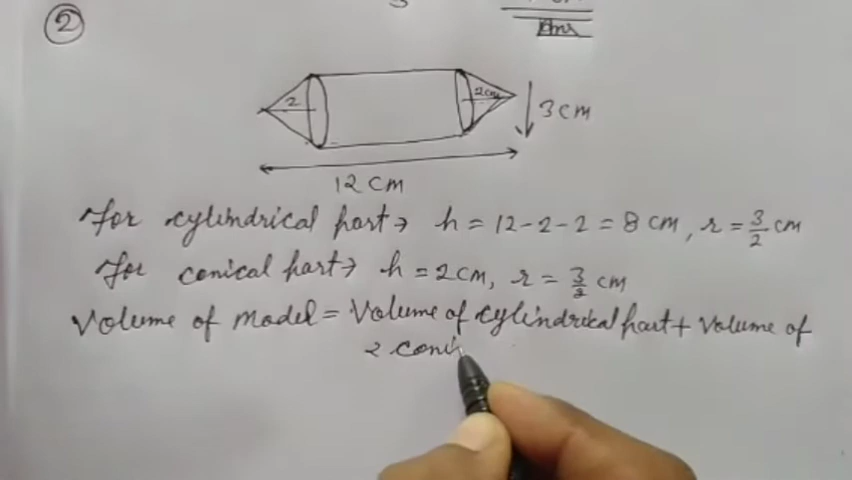 ②
Ans
2
2cm
3cm
12 cm
For cylindrical part → h = 12-2-2 = 8 cm, r = 3/2 cm
For conical part → h = 2cm, r = 3/2 cm
Volume of model = Volume of cylindrical part + Volume of
2 coni